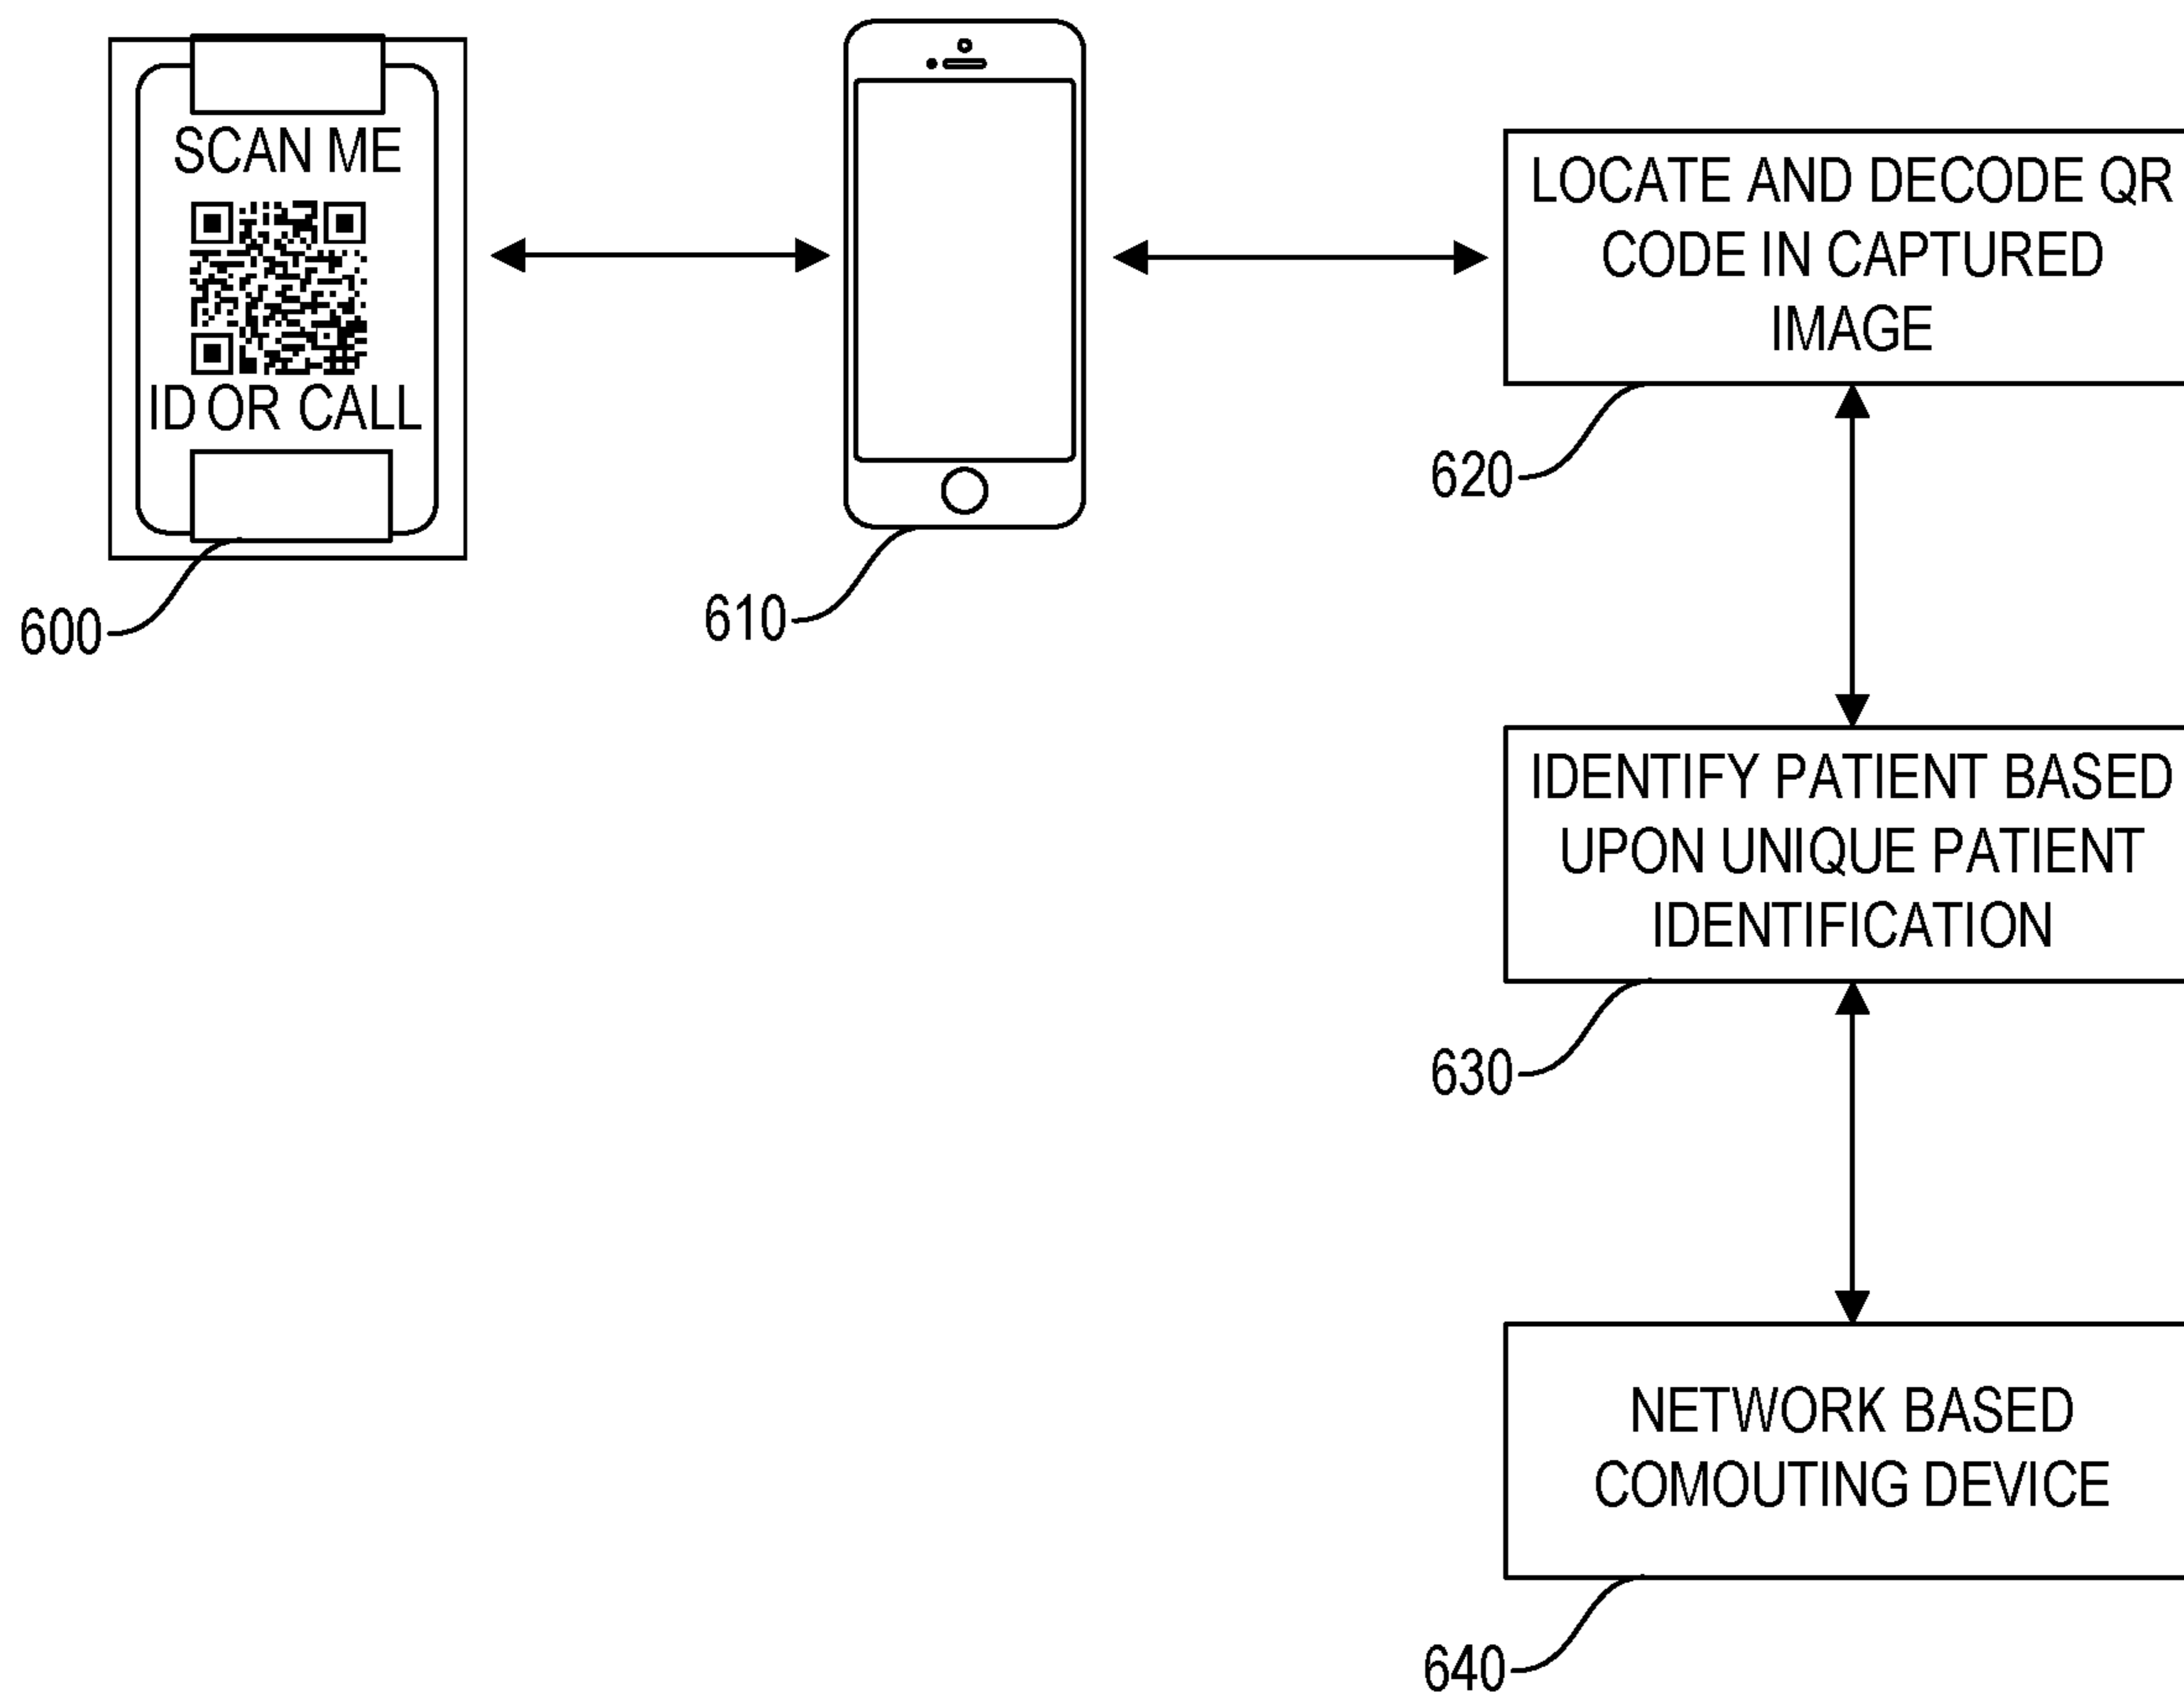 SCAN ME
ID OR CALL
600
610
LOCATE AND DECODE QR
CODE IN CAPTURED
IMAGE
620
IDENTIFY PATIENT BASED
UPON UNIQUE PATIENT
IDENTIFICATION
630
NETWORK BASED
COMOUTING DEVICE
640